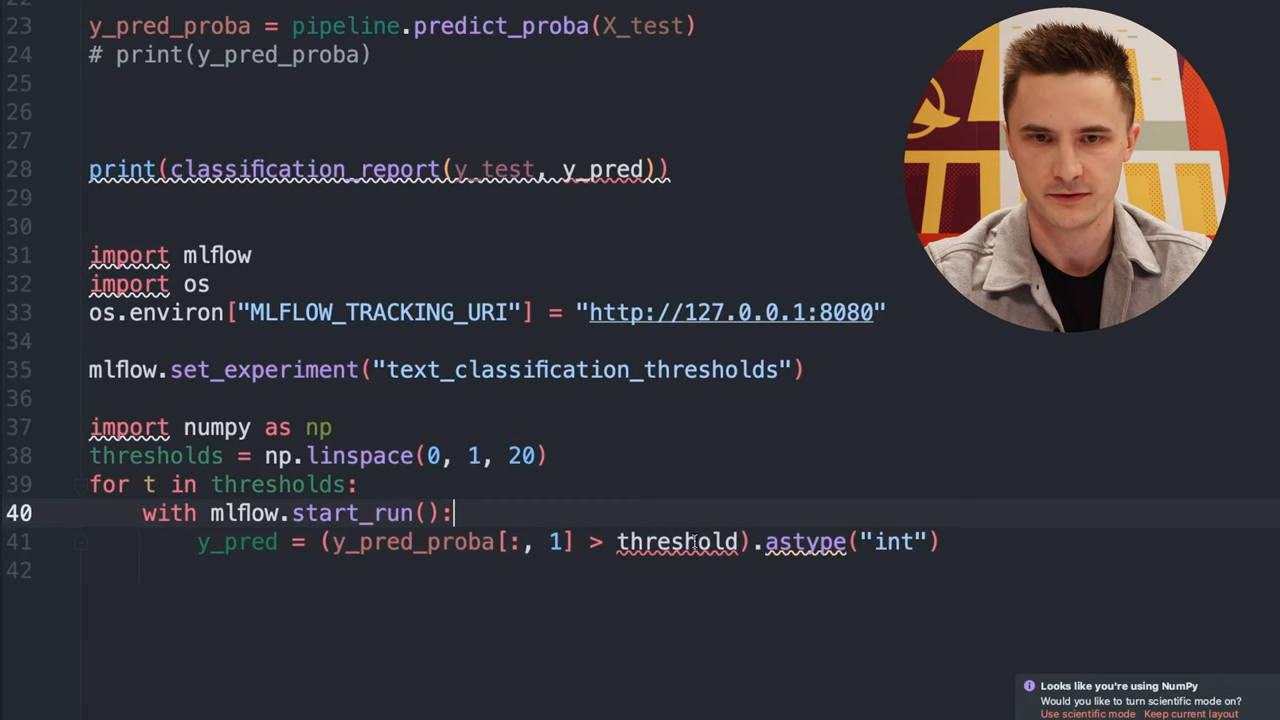 22
23 y_pred_proba = pipeline.predict_proba(X_test)
24 # print(y_pred_proba)
25
26
27
28 print(classification_report(y_test, y_pred))
29
30
31 import mlflow
32 import os
33 os.environ["MLFLOW_TRACKING_URI"] = "http://127.0.0.1:8080"
34
35 mlflow.set_experiment("text_classification_thresholds")
36
37 import numpy as np
38 thresholds = np.linspace(0, 1, 20)
39 for t in thresholds:
40 with mlflow.start_run():
41 y_pred = (y_pred_proba[:, 1] > threshold).astype("int")
42
Looks like you're using NumPy
Would you like to turn scientific mode on?
Use scientific mode Keep current layout